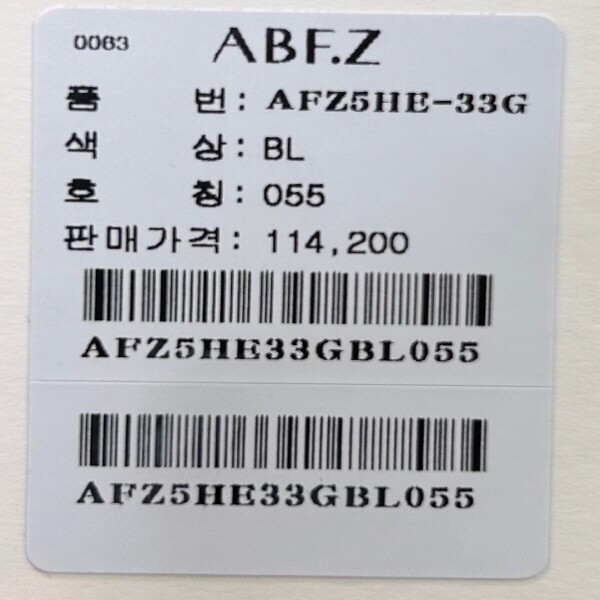 0063 ABF.Z
품 번: AFZ5HE-33G
색 상: BL
호 칭: 055
판매가격: 114,200
AFZ5HE33GBL055
AFZ5HE33GBL055